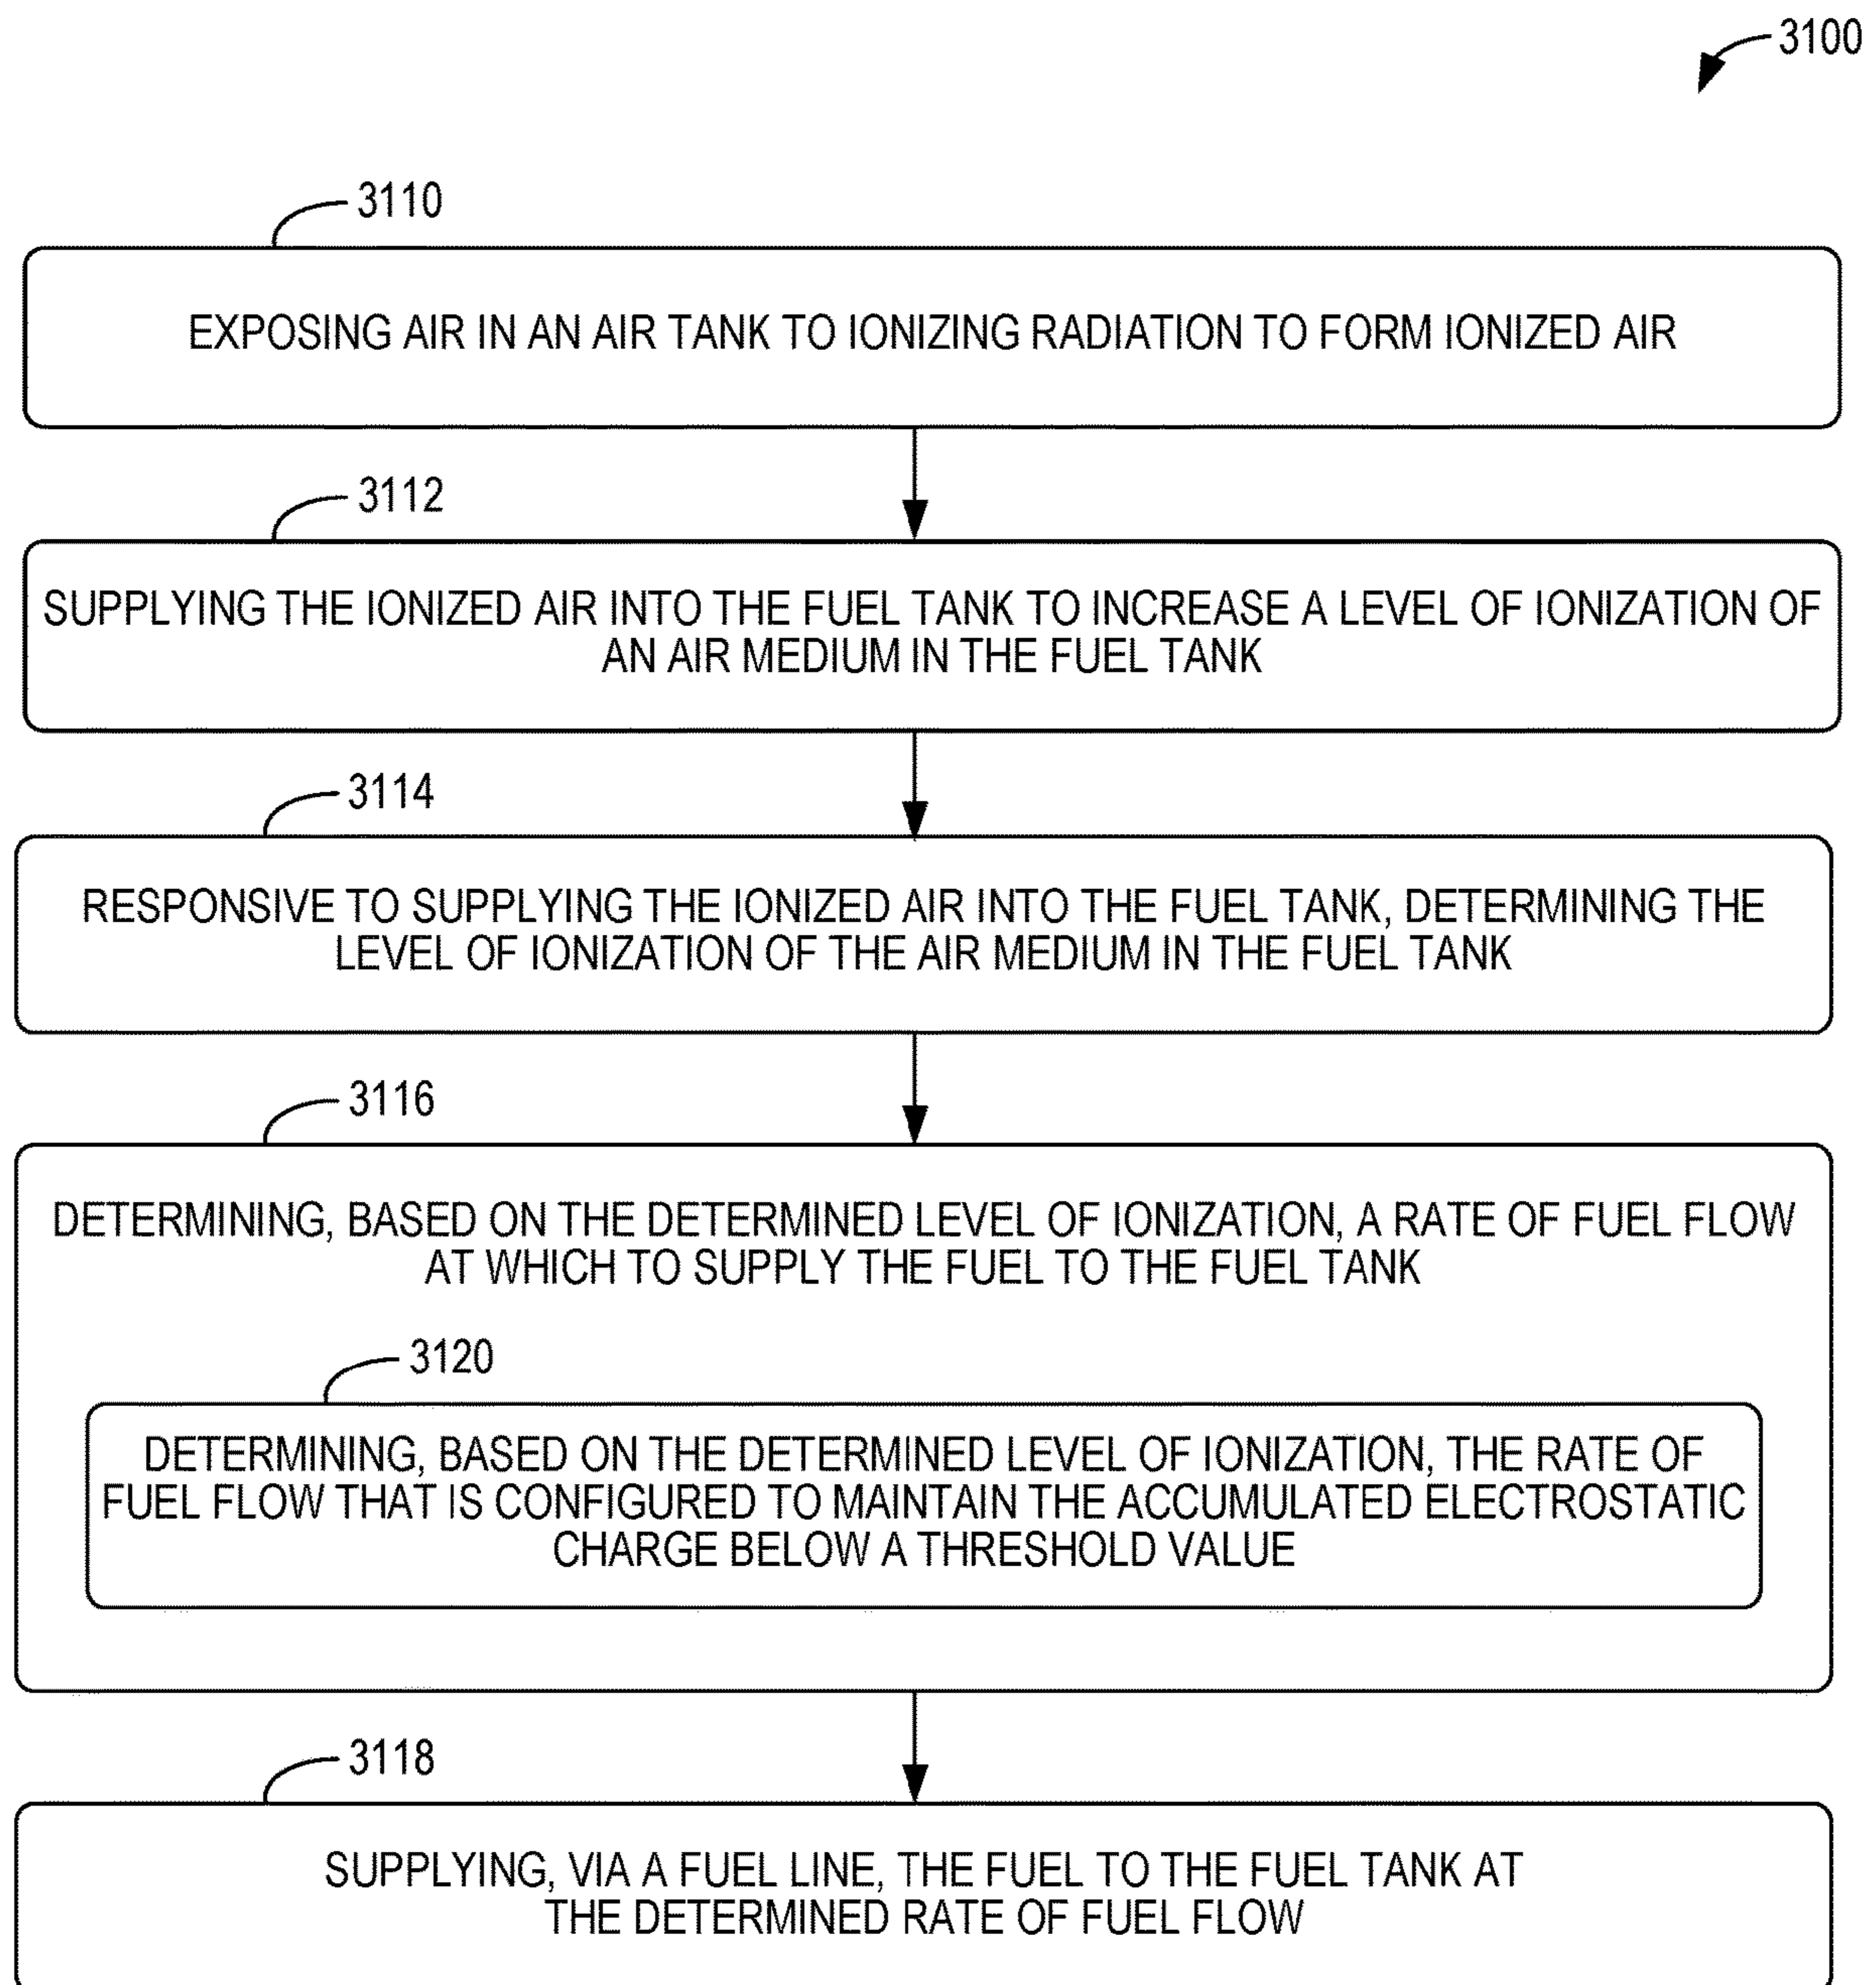 3100
3110
EXPOSING AIR IN AN AIR TANK TO IONIZING RADIATION TO FORM IONIZED AIR
3112
SUPPLYING THE IONIZED AIR INTO THE FUEL TANK TO INCREASE A LEVEL OF IONIZATION OF
AN AIR MEDIUM IN THE FUEL TANK
3114
RESPONSIVE TO SUPPLYING THE IONIZED AIR INTO THE FUEL TANK, DETERMINING THE
LEVEL OF IONIZATION OF THE AIR MEDIUM IN THE FUEL TANK
3116
DETERMINING, BASED ON THE DETERMINED LEVEL OF IONIZATION, A RATE OF FUEL FLOW
AT WHICH TO SUPPLY THE FUEL TO THE FUEL TANK
3120
DETERMINING, BASED ON THE DETERMINED LEVEL OF IONIZATION, THE RATE OF
FUEL FLOW THAT IS CONFIGURED TO MAINTAIN THE ACCUMULATED ELECTROSTATIC
CHARGE BELOW A THRESHOLD VALUE
3118
SUPPLYING, VIA A FUEL LINE, THE FUEL TO THE FUEL TANK AT
THE DETERMINED RATE OF FUEL FLOW